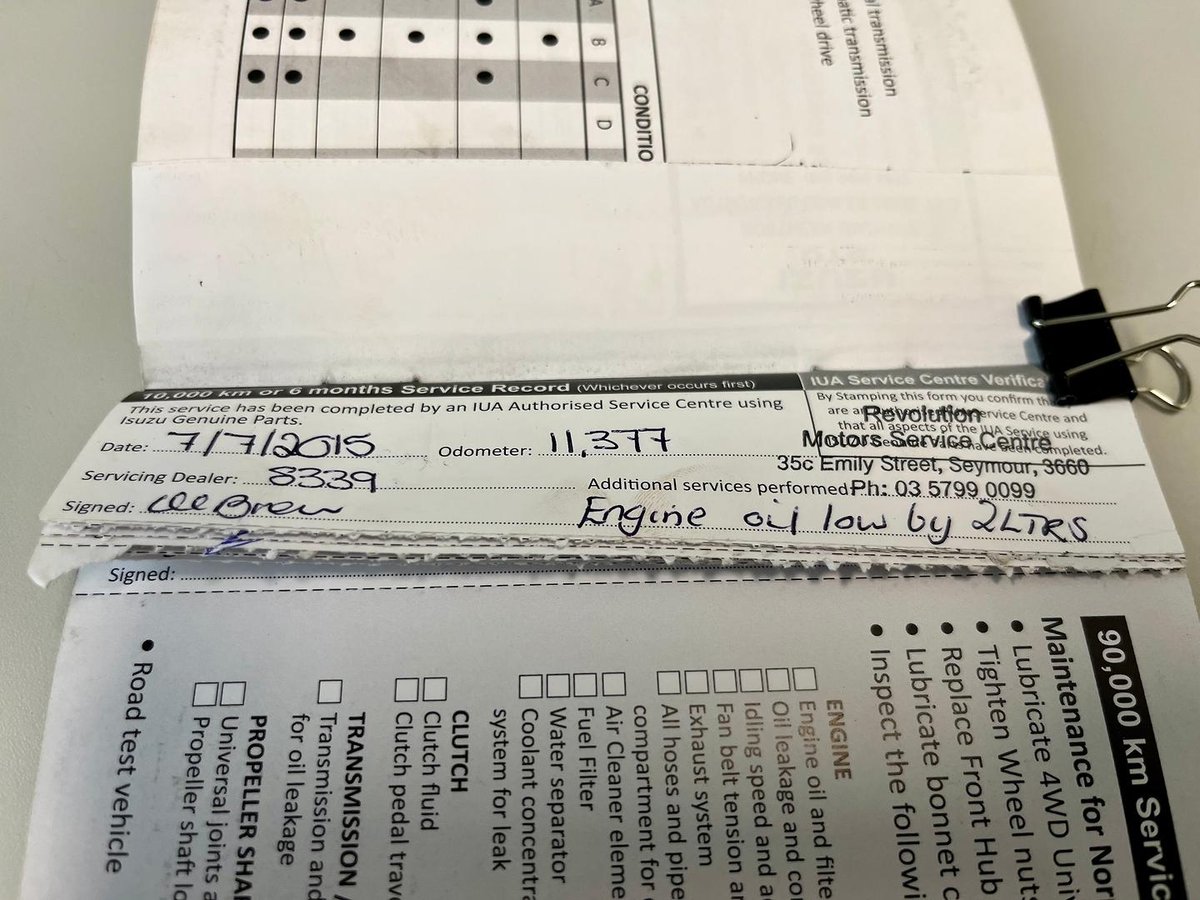 al transmission
atic transmission
heel drive
CONDITIO
A
B
C
D
10,000 km or 6 months Service Record (Whichever occurs first)
This service has been completed by an IUA Authorised Service Centre using
Isuzu Genuine Parts.
Date: 7/7/2015 Odometer: 11,377
Servicing Dealer: 8339
Additional services performed
Signed:
Engine oil low by 2LTRS
IUA Service Centre Verifica
By Stamping this form you confirm
are an Service Centre and
that all aspects of the IUA Service using
have been completed.
Revolution
Motors Service Centre
35c Emily Street, Seymour, 3660
Ph: 03 5799 0099
Signed:
90,000 km Servic
Maintenance for Nor
• Lubricate 4WD Univ
• Tighten Wheel nuts
• Replace Front Hub
• Lubricate bonnet c
• Inspect the followi
ENGINE
Engine oil and filte
Oil leakage and co
Idling speed and a
Fan belt tension a
Exhaust system
All hoses and pipe
compartment for
Air Cleaner eleme
Fuel Filter
Water separator
Coolant concentra
system for leak
CLUTCH
Clutch fluid
Clutch pedal trav
TRANSMISSION /
Transmission and
for oil leakage
PROPELLER SHA
Universal joints a
Propeller shaft lo
• Road test vehicle